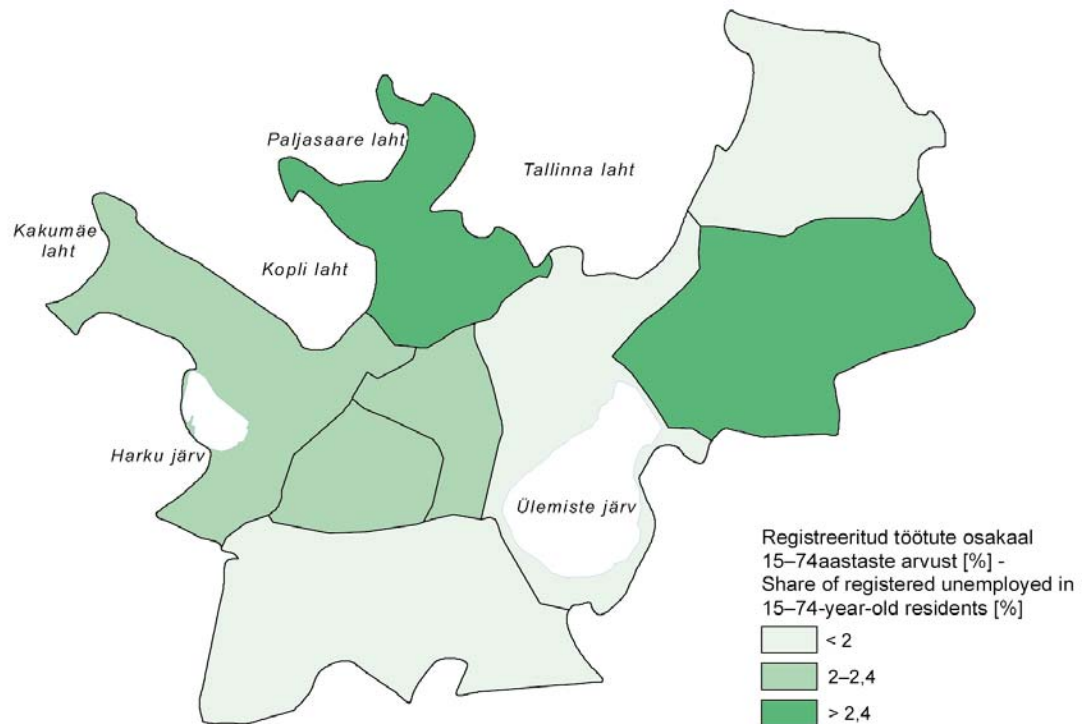 Paljasaare laht
Tallinna laht
Kakumäe
laht
Kopli laht
Harku järv
Ülemiste järv
Registreeritud töötute osakaal
15–74aastaste arvust [%] -
Share of registered unemployed in
15–74-year-old residents [%]
< 2
2–2,4
> 2,4